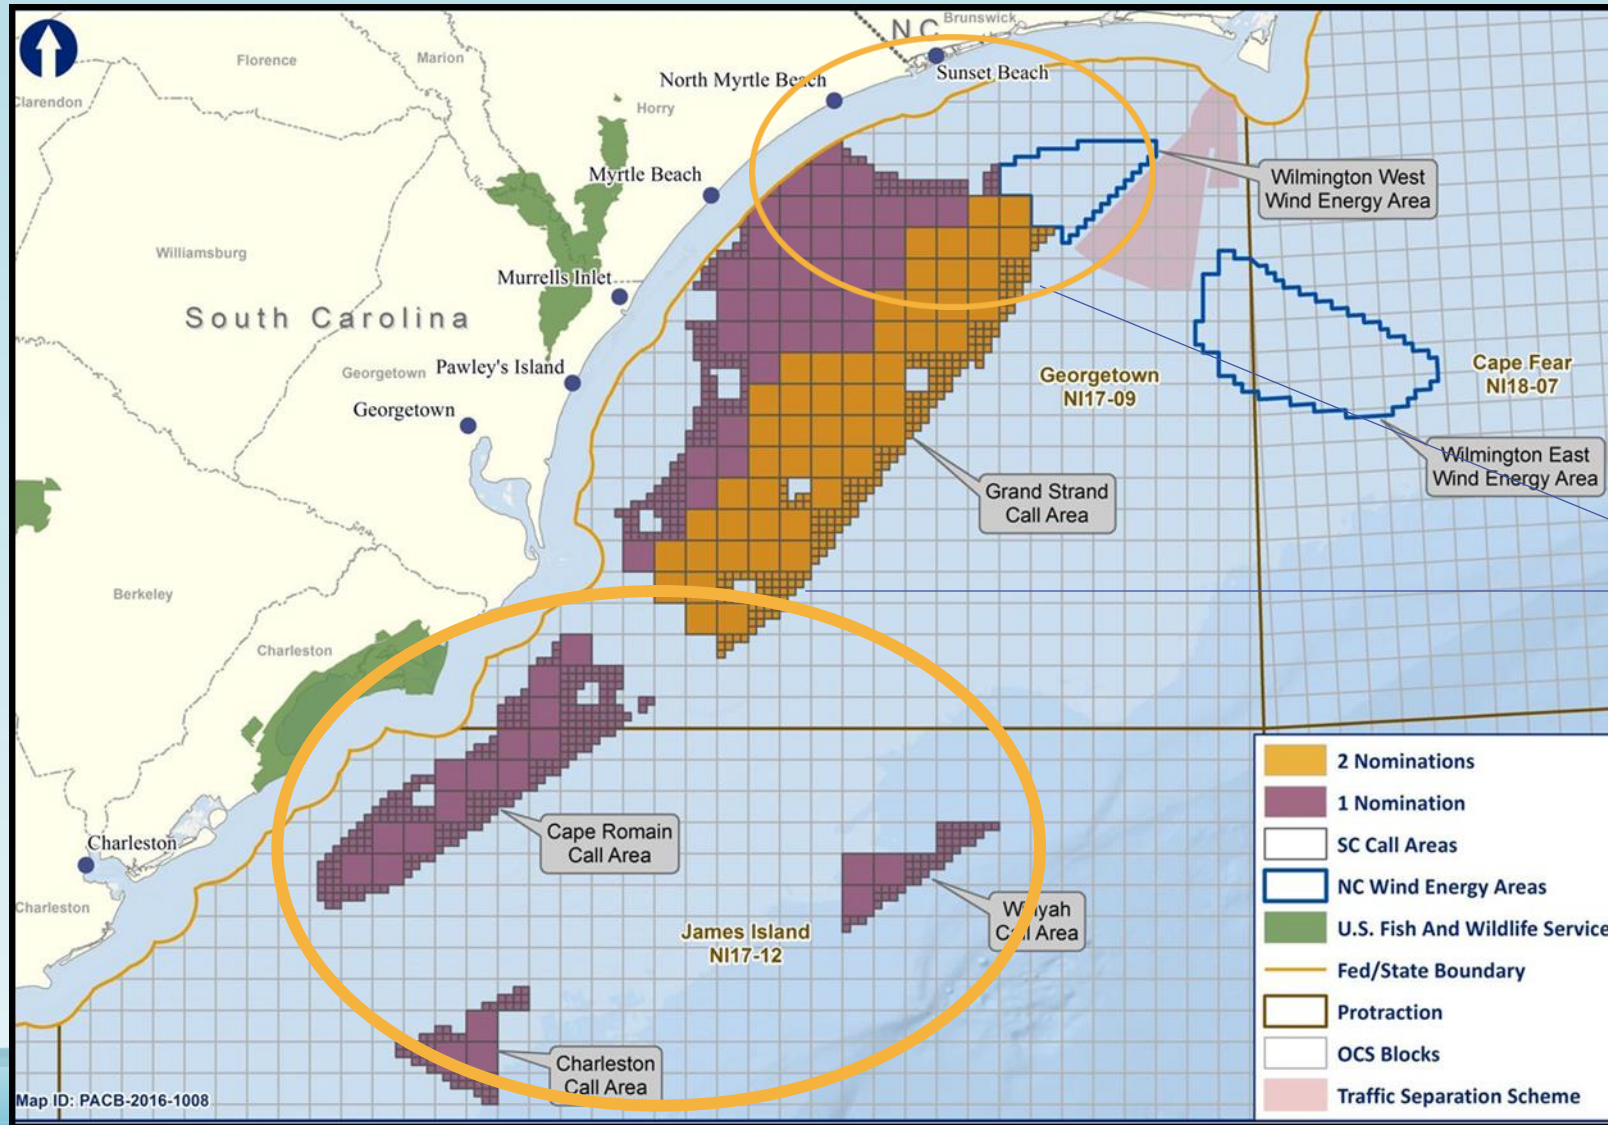 NC
Brunswick
Florence
Marion
Clarendon
Sunset Beach
North Myrtle Beach
Horry
Myrtle Beach
Wilmington West
Wind Energy Area
Williamsburg
Murrells Inlet
South Carolina
Georgetown
Pawley's Island
Georgetown
NI17-09
Cape Fear
NI18-07
Georgetown
Wilmington East
Wind Energy Area
Grand Strand
Call Area
Berkeley
Charleston
2 Nominations
1 Nomination
SC Call Areas
NC Wind Energy Areas
U.S. Fish And Wildlife Service
Fed/State Boundary
Protraction
OCS Blocks
Traffic Separation Scheme
Cape Romain
Call Area
Charleston
Charleston
Winyah
Call Area
James Island
NI17-12
Charleston
Call Area
Map ID: PACB-2016-1008